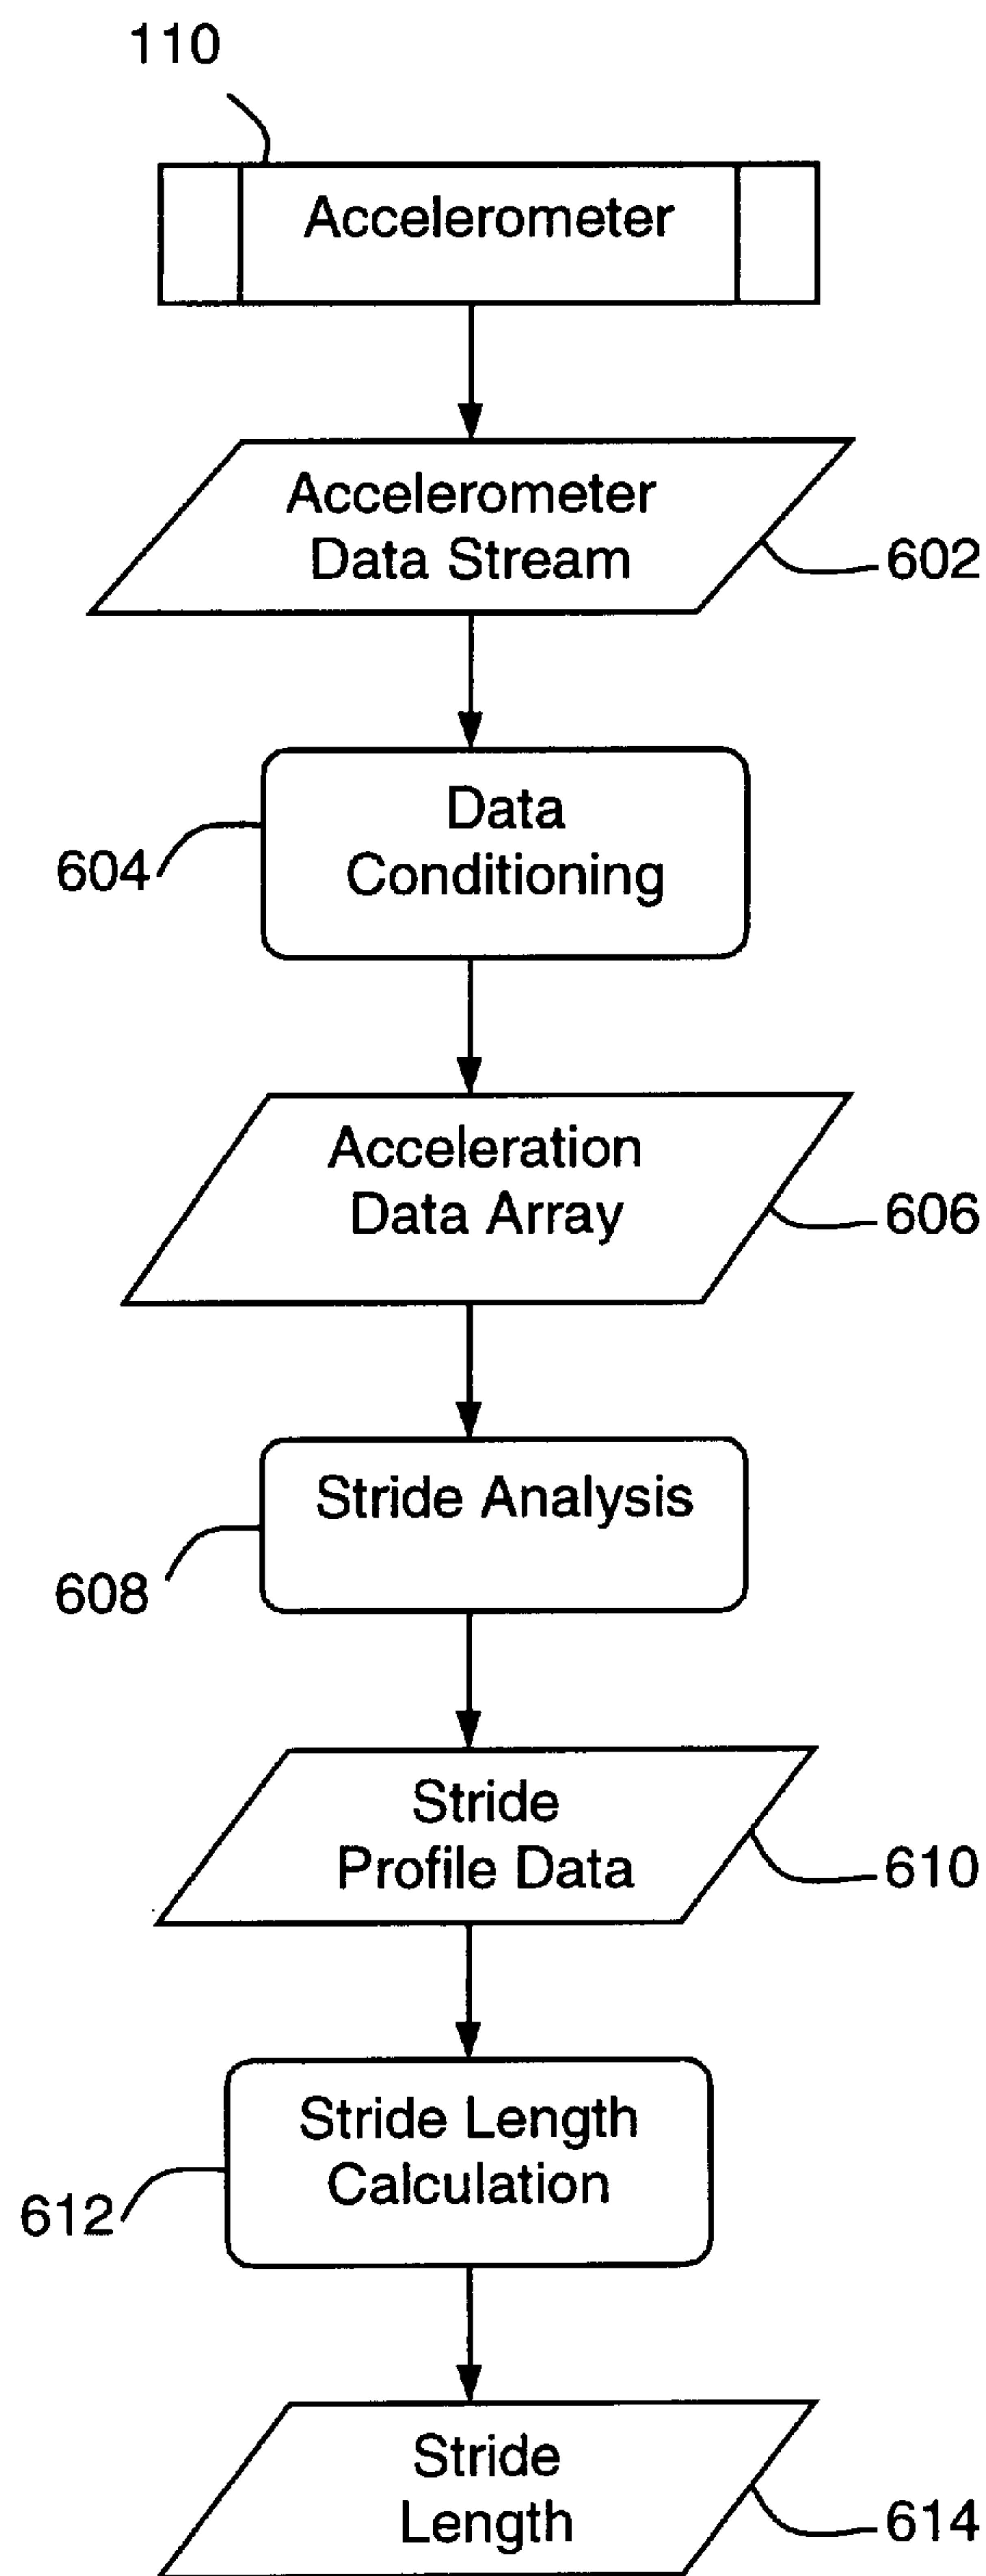 110
Accelerometer
Accelerometer
Data Stream
602
Data
Conditioning
604
Acceleration
Data Array
606
Stride Analysis
608
Stride
Profile Data
610
Stride Length
Calculation
612
Stride
Length
614